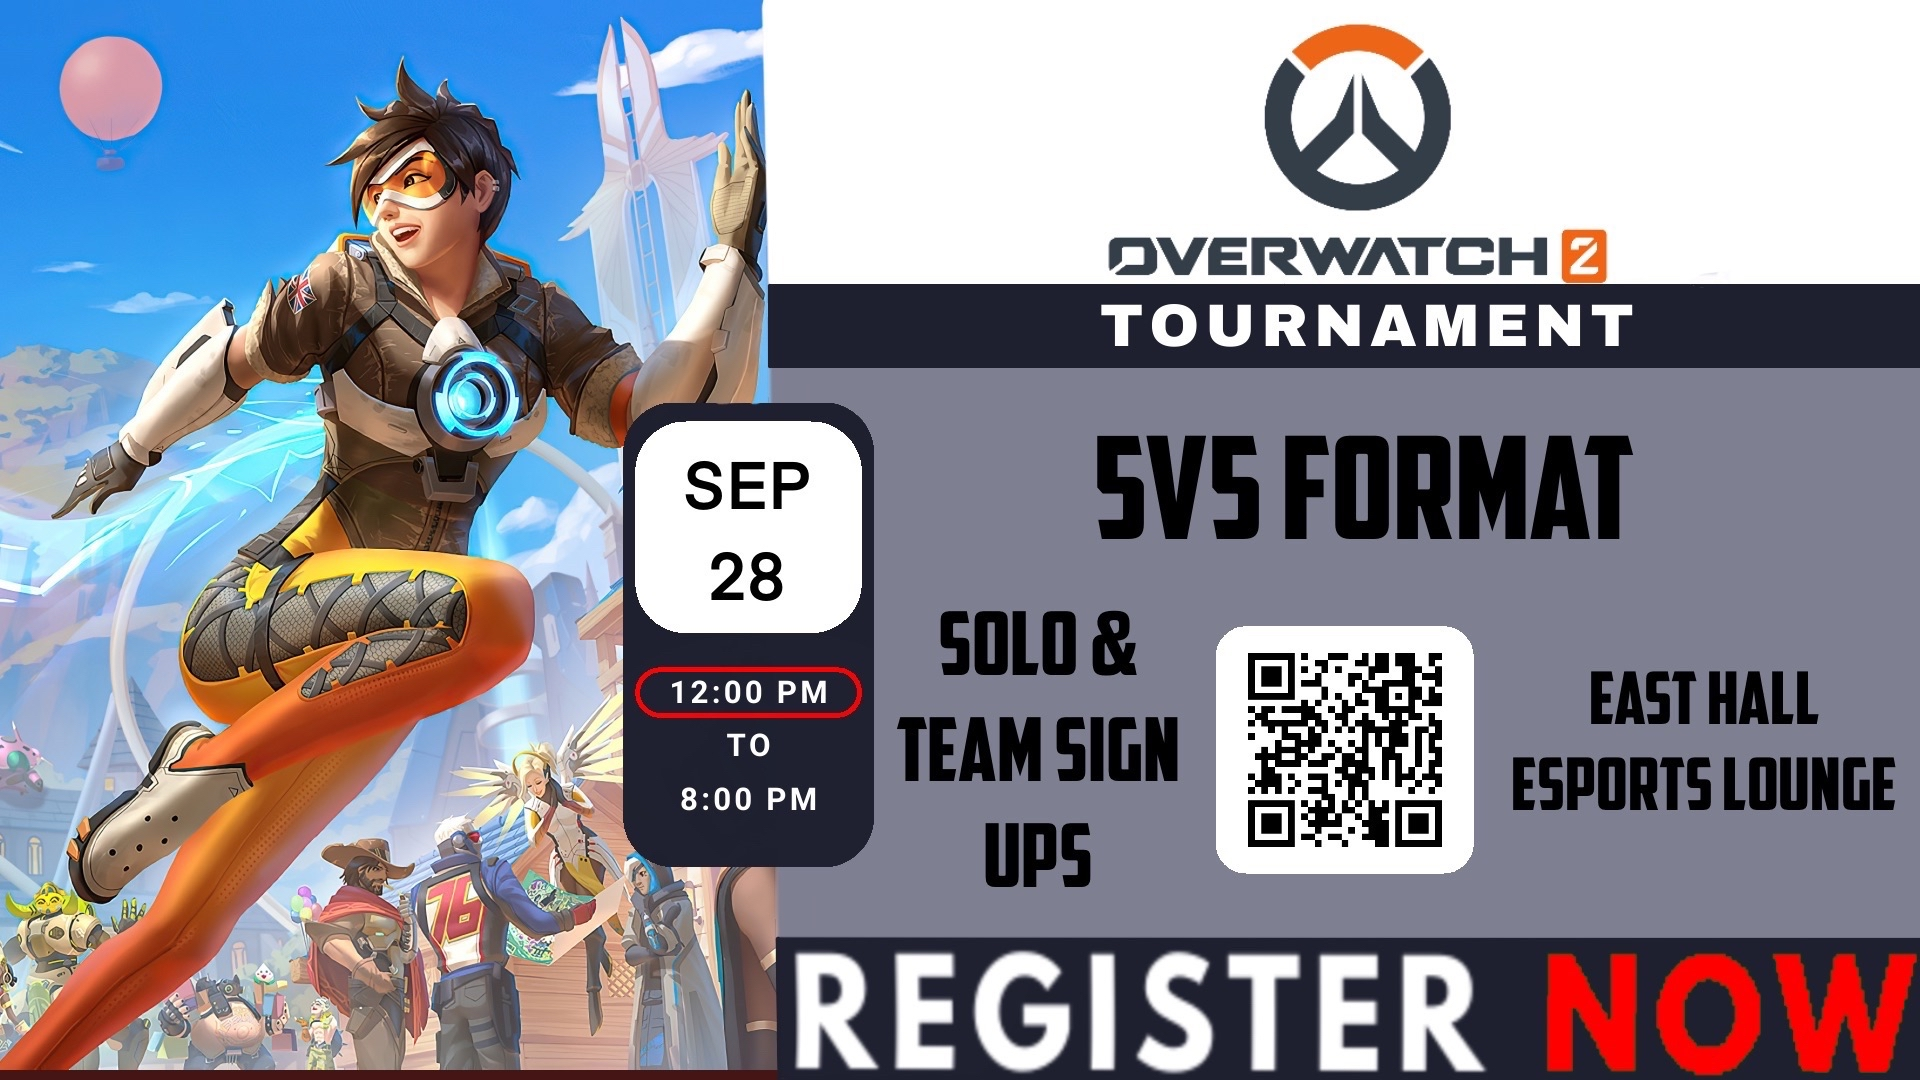 OVERWATCH 2
TOURNAMENT
5V5 FORMAT
SEP
28
12:00 PM
TO
8:00 PM
SOLO &
TEAM SIGN
UPS
EAST HALL
ESPORTS LOUNGE
76
REGISTER NOW